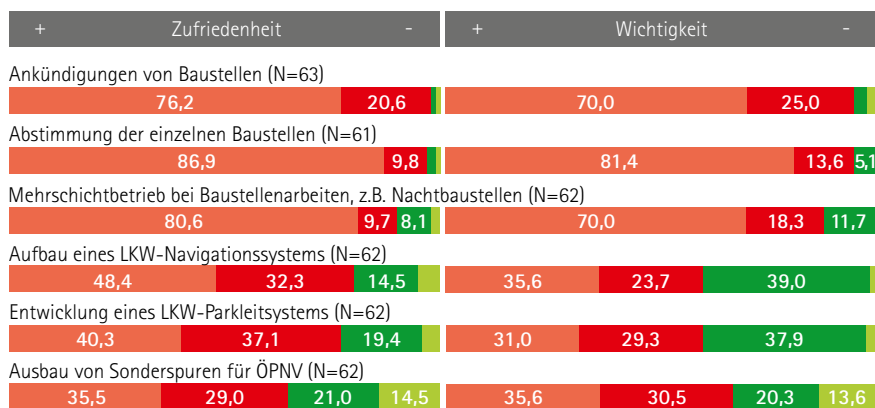 + Zufriedenheit - + Wichtigkeit -
Ankündigungen von Baustellen (N=63)
76,2 20,6 70,0 25,0
Abstimmung der einzelnen Baustellen (N=61)
86,9 9,8 81,4 13,6 5,1
Mehrschichtbetrieb bei Baustellenarbeiten, z.B. Nachtbaustellen (N=62)
80,6 9,7 8,1 70,0 18,3 11,7
Aufbau eines LKW-Navigationssystems (N=62)
48,4 32,3 14,5 35,6 23,7 39,0
Entwicklung eines LKW-Parkleitsystems (N=62)
40,3 37,1 19,4 31,0 29,3 37,9
Ausbau von Sonderspuren für ÖPNV (N=62)
35,5 29,0 21,0 14,5 35,6 30,5 20,3 13,6